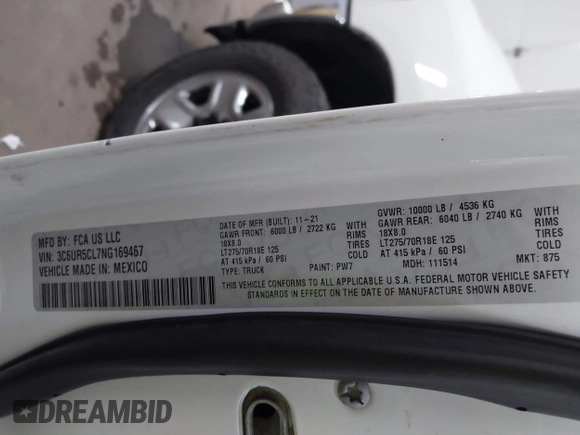 MFD BY: FCA US LLC
VIN: 3C6UR5CL7NG169467
VEHICLE MADE IN: MEXICO
DATE OF MFR (BUILT): 11-21
GAWR FRONT: 6000 LB / 2722 KG
18X8.0 RIMS
LT275/70R18E 125 TIRES
AT 415 kPa / 60 PSI COLD
TYPE: TRUCK PAINT: PW7
GVWR: 10000 LB / 4536 KG
GAWR REAR: 6040 LB / 2740 KG
18X8.0 RIMS
LT275/70R18E 125 TIRES
AT 415 kPa / 60 PSI COLD
MDH: 111514 MKT: 875
THIS VEHICLE CONFORMS TO ALL APPLICABLE U.S.A. FEDERAL MOTOR VEHICLE SAFETY
STANDARDS IN EFFECT ON THE DATE OF MANUFACTURE SHOWN ABOVE.
DREAMBID